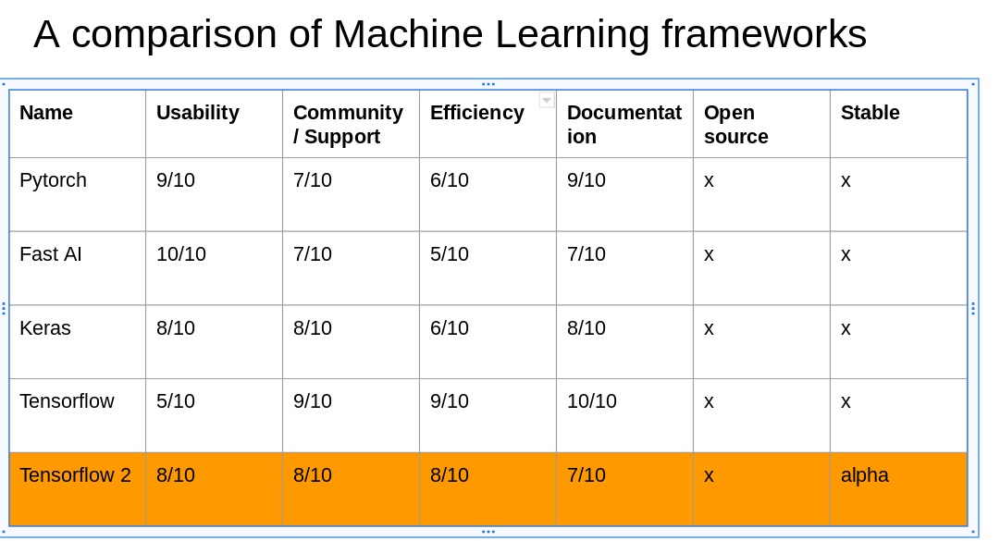 A comparison of Machine Learning frameworks
Name Usability Community / Support Efficiency Documentation Open source Stable
Pytorch 9/10 7/10 6/10 9/10 x x
Fast AI 10/10 7/10 5/10 7/10 x x
Keras 8/10 8/10 6/10 8/10 x x
Tensorflow 5/10 9/10 9/10 10/10 x x
Tensorflow 2 8/10 8/10 8/10 7/10 x alpha